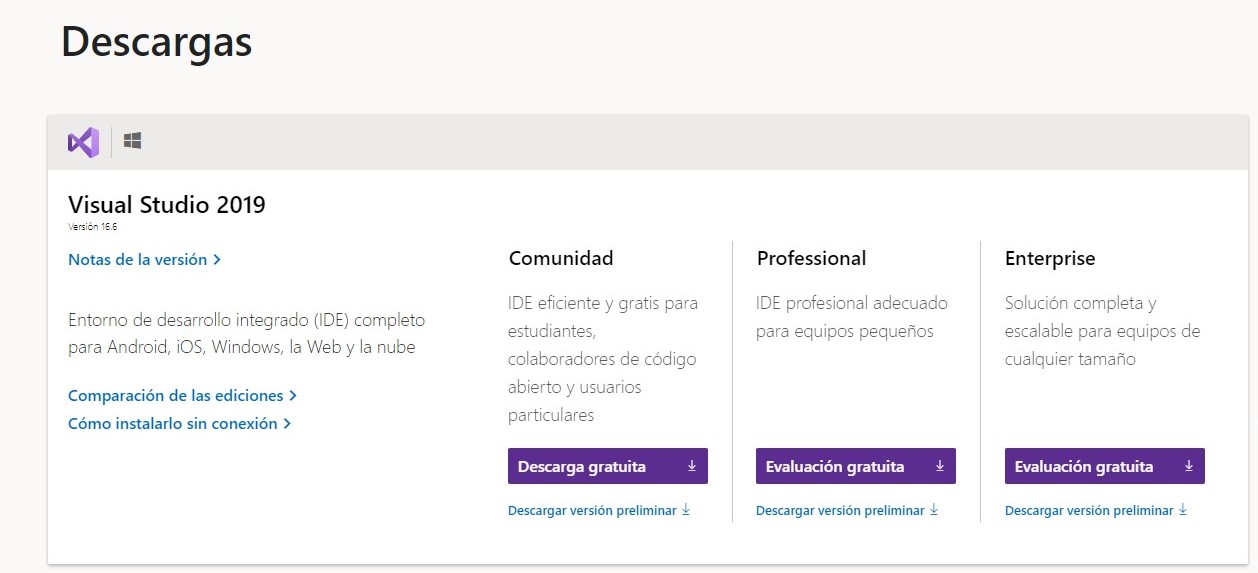 Descargas
Visual Studio 2019
Versión 16.6
Notas de la versión
Entorno de desarrollo integrado (IDE) completo
para Android, iOS, Windows, la Web y la nube
Comparación de las ediciones
Cómo instalarlo sin conexión
Comunidad
IDE eficiente y gratis para
estudiantes,
colaboradores de código
abierto y usuarios
particulares
Descarga gratuita
Descargar versión preliminar
Professional
IDE profesional adecuado
para equipos pequeños
Evaluación gratuita
Descargar versión preliminar
Enterprise
Solución completa y
escalable para equipos de
cualquier tamaño
Evaluación gratuita
Descargar versión preliminar